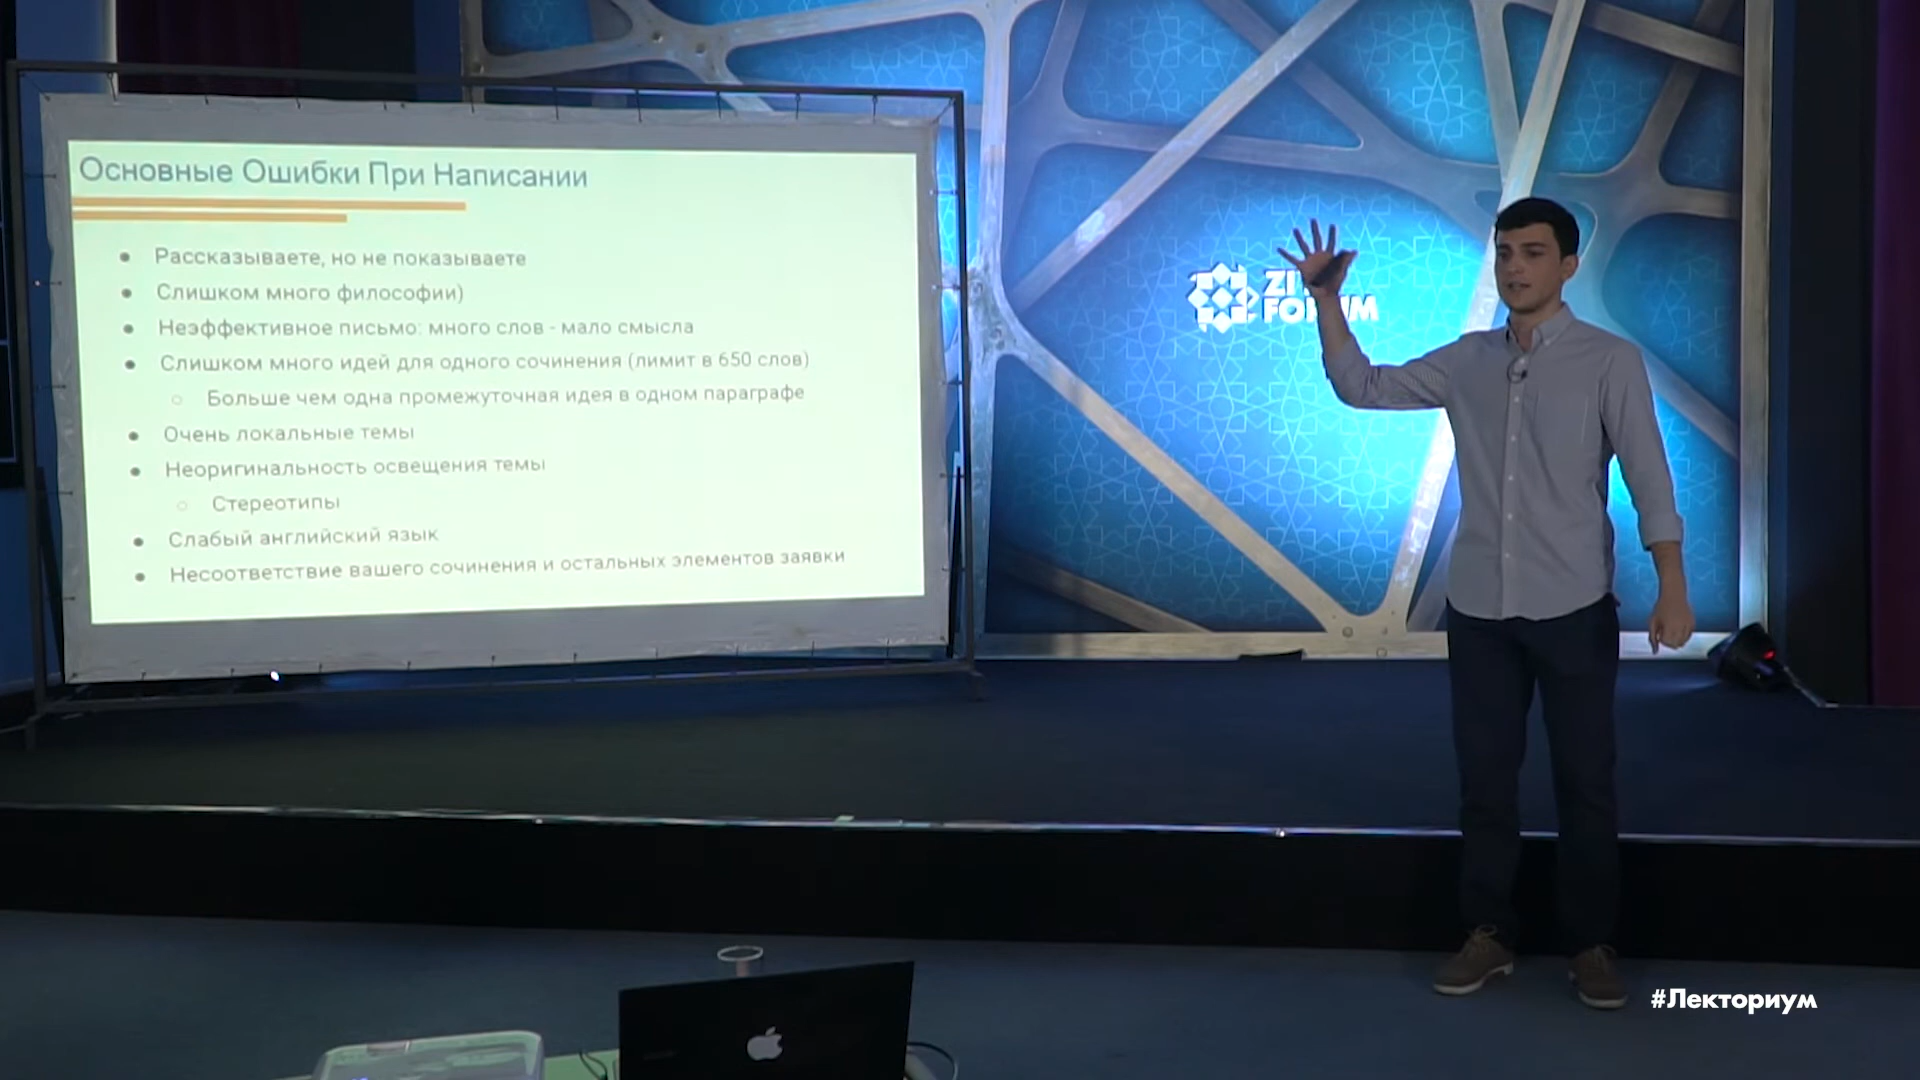 Основные Ошибки При Написании
Рассказываете, но не показываете
Слишком много философии)
Неэффективное письмо: много слов - мало смысла
Слишком много идей для одного сочинения (лимит в 650 слов)
Больше чем одна промежуточная идея в одном параграфе
Очень локальные темы
Неоригинальность освещения темы
Стереотипы
Слабый английский язык
Несоответствие вашего сочинения и остальных элементов заявки
FORUM
#Лекториум